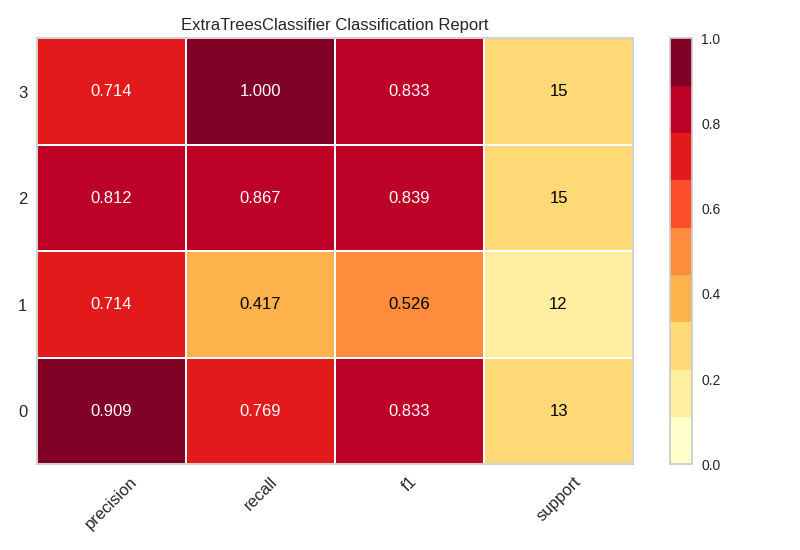 ExtraTreesClassifier Classification Report
3 0.714 1.000 0.833 15
2 0.812 0.867 0.839 15
1 0.714 0.417 0.526 12
0 0.909 0.769 0.833 13
precision recall f1 support
1.0
0.8
0.6
0.4
0.2
0.0